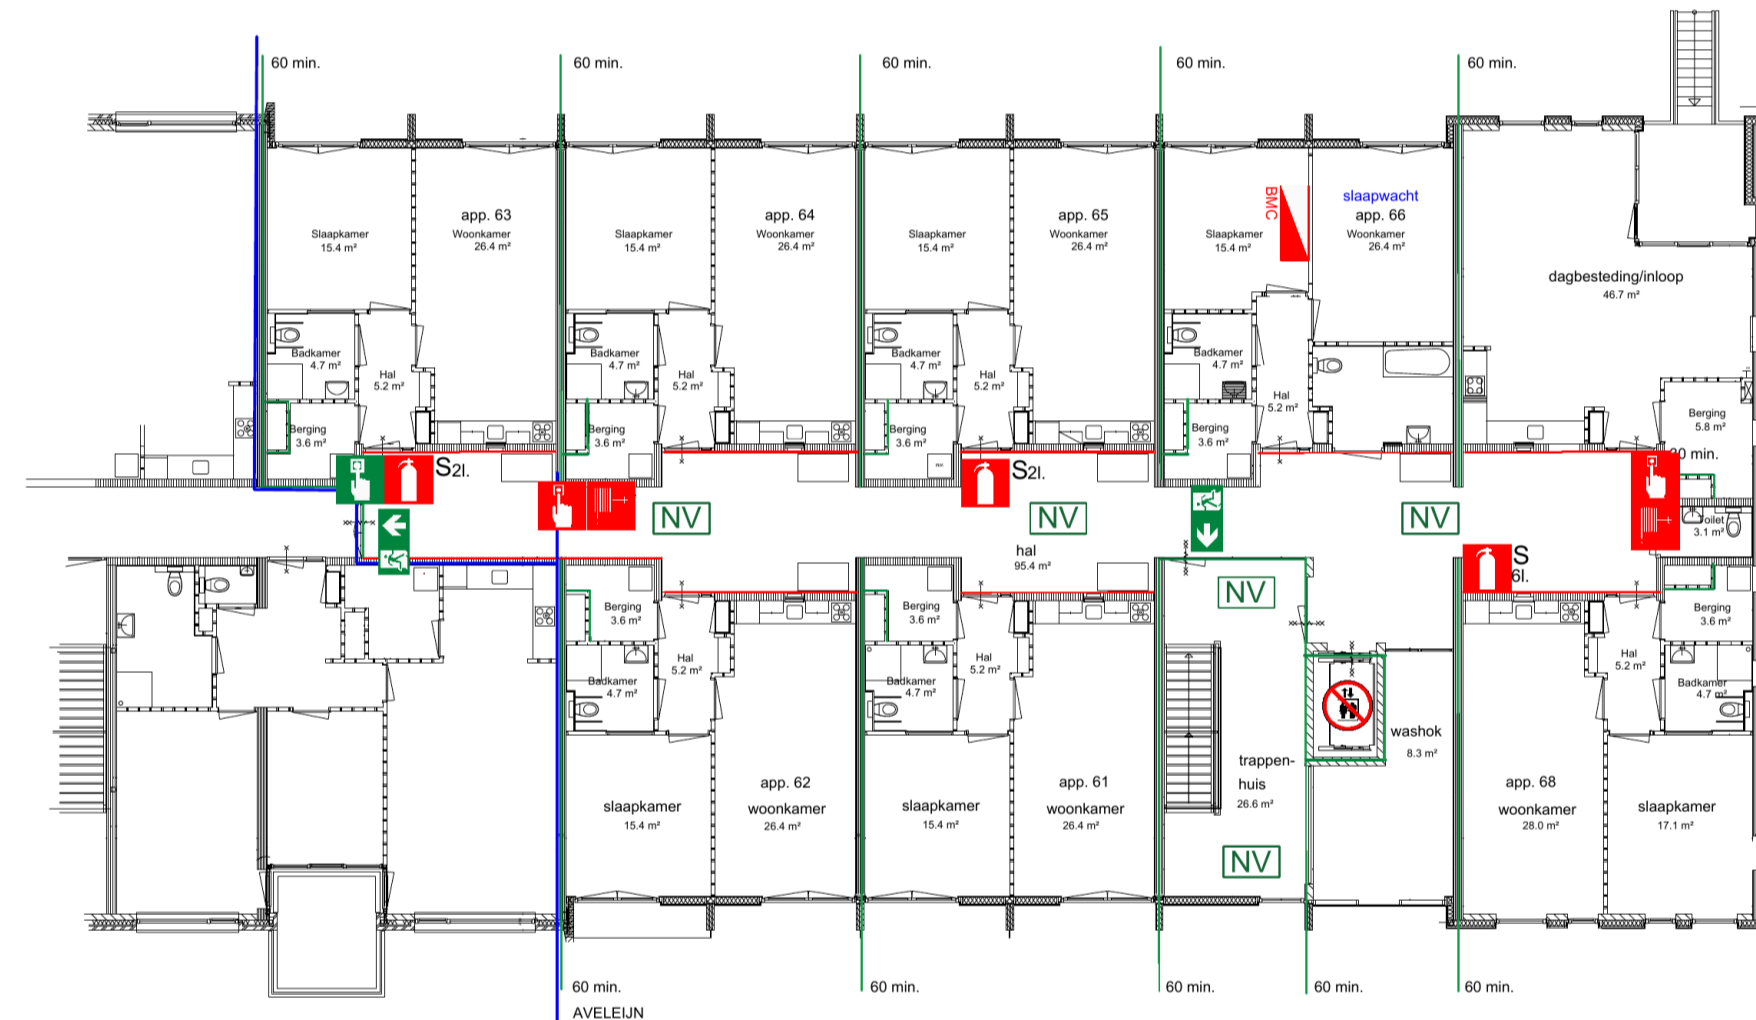 60 min.
60 min.
60 min.
60 min.
60 min.
app. 63
Woonkamer
26.4 m²
Slaapkamer
15.4 m²
app. 64
Woonkamer
26.4 m²
Slaapkamer
15.4 m²
app. 65
Woonkamer
26.4 m²
Slaapkamer
15.4 m²
BMC
slaapwacht
app. 66
Woonkamer
26.4 m²
Slaapkamer
15.4 m²
dagbesteding/inloop
46.7 m²
Badkamer
4.7 m²
Hal
5.2 m²
Badkamer
4.7 m²
Hal
5.2 m²
Badkamer
4.7 m²
Hal
5.2 m²
Badkamer
4.7 m²
Hal
5.2 m²
Berging
3.6 m²
Berging
3.6 m²
Berging
3.6 m²
Berging
3.6 m²
Berging
5.8 m²
S2l.
S2l.
min.
NV
NV
NV
hal
95.4 m²
Toilet
3.1 m²
S
6l.
NV
Berging
3.6 m²
Berging
3.6 m²
Berging
3.6 m²
Hal
5.2 m²
Hal
5.2 m²
Hal
5.2 m²
Badkamer
4.7 m²
Badkamer
4.7 m²
Badkamer
4.7 m²
washok
8.3 m²
trappen-
huis
26.6 m²
app. 62
woonkamer
26.4 m²
slaapkamer
15.4 m²
app. 61
woonkamer
26.4 m²
slaapkamer
15.4 m²
app. 68
woonkamer
28.0 m²
slaapkamer
17.1 m²
NV
60 min.
60 min.
60 min.
60 min.
60 min.
AVELEIJN